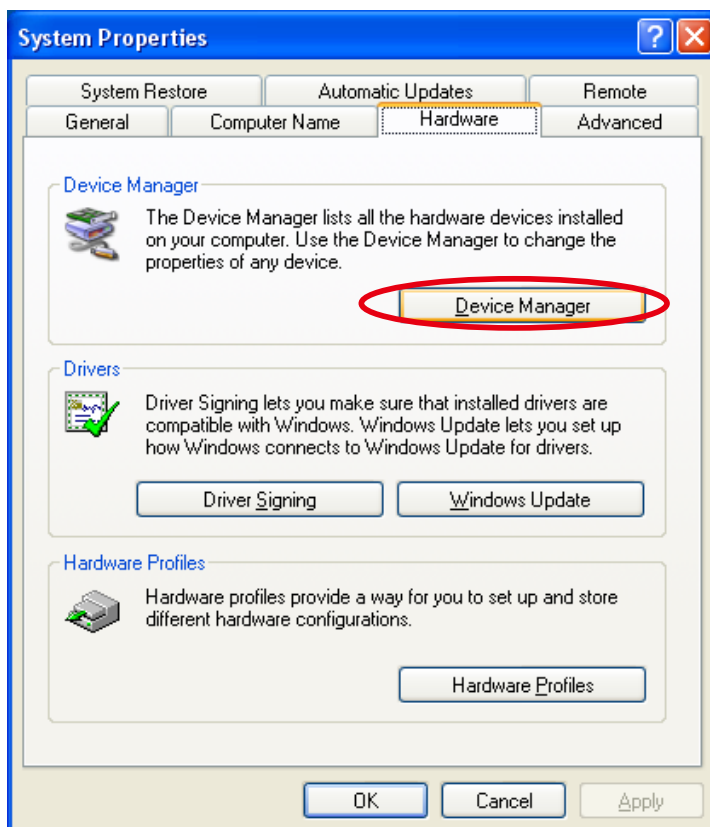 System Properties
System Restore
Automatic Updates
Remote
General
Computer Name
Hardware
Advanced
Device Manager
The Device Manager lists all the hardware devices installed
on your computer. Use the Device Manager to change the
properties of any device.
Device Manager
Drivers
Driver Signing lets you make sure that installed drivers are
compatible with Windows. Windows Update lets you set up
how Windows connects to Windows Update for drivers.
Driver Signing
Windows Update
Hardware Profiles
Hardware profiles provide a way for you to set up and store
different hardware configurations.
Hardware Profiles
OK
Cancel
Apply